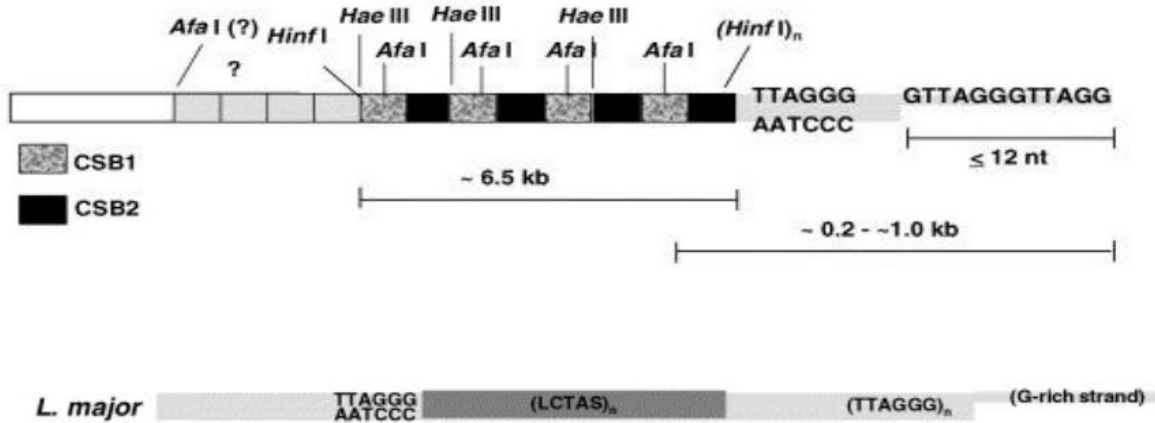 Hae III Hae III Hae III
Afa I (?) Hinf I Afa I Afa I Afa I Afa I (Hinf I)n
?
TTAGGG GTTAGGGTTAGG
AATCCC
≤ 12 nt
CSB1
~ 6.5 kb
CSB2
~ 0.2 - ~1.0 kb
L. major TTAGGG (LCTAS)n (TTAGGG)n (G-rich strand)
AATCCC